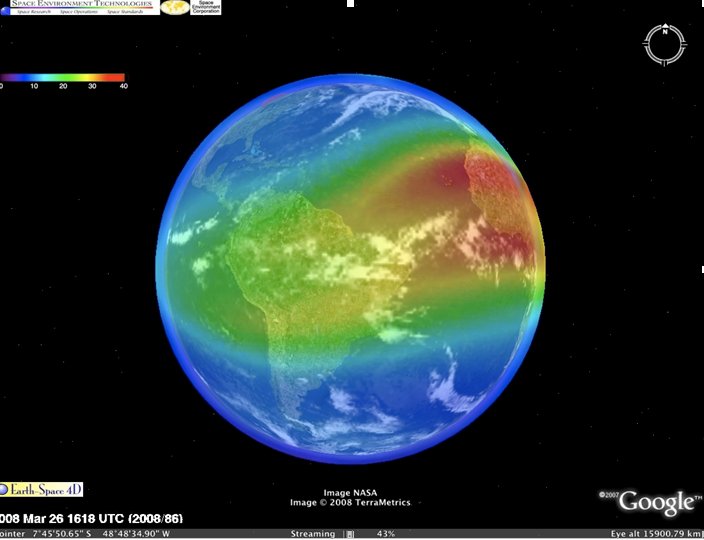 SPACE ENVIRONMENT TECHNOLOGIES
Space Research Space Operations Space Standards
Space
Environment
Corporation
N
0 10 20 30 40
Earth-Space 4D
Image NASA
Image © 2008 TerraMetrics
©2007 Google™
008 Mar 26 1618 UTC (2008/86)
ointer 7°45'50.65" S 48°48'34.90" W Streaming 43% Eye alt 15900.79 km